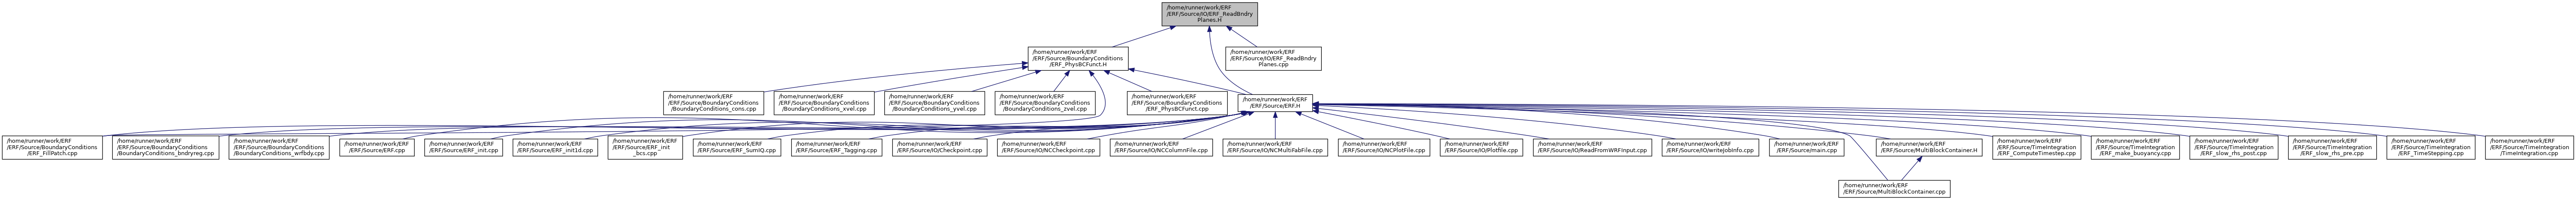 /home/runner/work/ERF
/ERF/Source/IO/ERF_ReadBndry
Planes.H
/home/runner/work/ERF
/ERF/Source/BoundaryConditions
/ERF_PhysBCFunct.H
/home/runner/work/ERF
/ERF/Source/IO/ERF_ReadBndry
Planes.cpp
/home/runner/work/ERF
/ERF/Source/BoundaryConditions
/BoundaryConditions_cons.cpp
/home/runner/work/ERF
/ERF/Source/BoundaryConditions
/BoundaryConditions_xvel.cpp
/home/runner/work/ERF
/ERF/Source/BoundaryConditions
/BoundaryConditions_yvel.cpp
/home/runner/work/ERF
/ERF/Source/BoundaryConditions
/BoundaryConditions_zvel.cpp
/home/runner/work/ERF
/ERF/Source/BoundaryConditions
/ERF_PhysBCFunct.cpp
/home/runner/work/ERF
/ERF/Source/ERF.H
/home/runner/work/ERF
/ERF/Source/BoundaryConditions
/ERF_FillPatch.cpp
/home/runner/work/ERF
/ERF/Source/BoundaryConditions
/BoundaryConditions_bndryreg.cpp
/home/runner/work/ERF
/ERF/Source/BoundaryConditions
/BoundaryConditions_wrfbdy.cpp
/home/runner/work/ERF
/ERF/Source/ERF.cpp
/home/runner/work/ERF
/ERF/Source/ERF_init.cpp
/home/runner/work/ERF
/ERF/Source/ERF_init1d.cpp
/home/runner/work/ERF
/ERF/Source/ERF_init
_bcs.cpp
/home/runner/work/ERF
/ERF/Source/ERF_SumIQ.cpp
/home/runner/work/ERF
/ERF/Source/ERF_Tagging.cpp
/home/runner/work/ERF
/ERF/Source/IO/Checkpoint.cpp
/home/runner/work/ERF
/ERF/Source/IO/NCCheckpoint.cpp
/home/runner/work/ERF
/ERF/Source/IO/NCColumnFile.cpp
/home/runner/work/ERF
/ERF/Source/IO/NCMultiFabFile.cpp
/home/runner/work/ERF
/ERF/Source/IO/NCPlotFile.cpp
/home/runner/work/ERF
/ERF/Source/IO/Plotfile.cpp
/home/runner/work/ERF
/ERF/Source/IO/ReadFromWRFInput.cpp
/home/runner/work/ERF
/ERF/Source/IO/writeJobInfo.cpp
/home/runner/work/ERF
/ERF/Source/main.cpp
/home/runner/work/ERF
/ERF/Source/MultiBlockContainer.H
/home/runner/work/ERF
/ERF/Source/TimeIntegration
/ERF_ComputeTimestep.cpp
/home/runner/work/ERF
/ERF/Source/TimeIntegration
/ERF_make_buoyancy.cpp
/home/runner/work/ERF
/ERF/Source/TimeIntegration
/ERF_slow_rhs_post.cpp
/home/runner/work/ERF
/ERF/Source/TimeIntegration
/ERF_slow_rhs_pre.cpp
/home/runner/work/ERF
/ERF/Source/TimeIntegration
/ERF_TimeStepping.cpp
/home/runner/work/ERF
/ERF/Source/TimeIntegration
/TimeIntegration.cpp
/home/runner/work/ERF
/ERF/Source/MultiBlockContainer.cpp